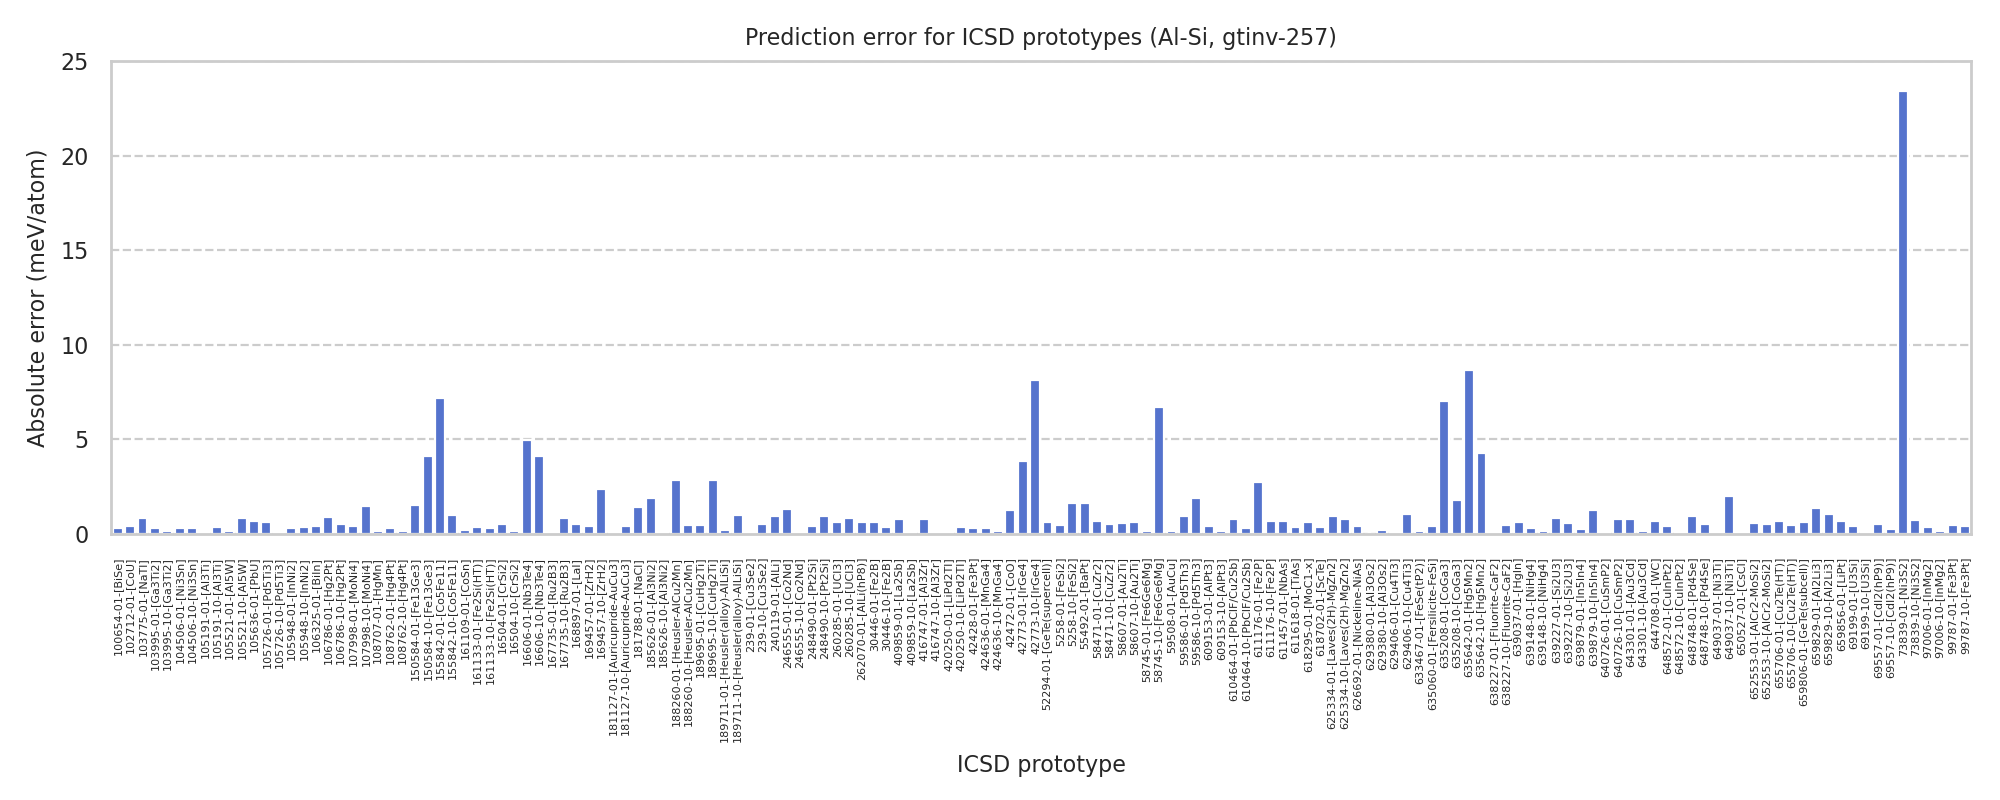 Prediction error for ICSD prototypes (Al-Si, gtinv-257)
Absolute error (meV/atom)
25
20
15
10
5
0
100654-01-[BiSe]
102712-01-[CoU]
103775-01-[NaTl]
103995-01-[Ga3Ti2]
103995-10-[Ga3Ti2]
104506-01-[Ni3Sn]
104506-10-[Ni3Sn]
105191-01-[Al3Ti]
105191-10-[Al3Ti]
105521-01-[Al5W]
105521-10-[Al5W]
105636-01-[PbU]
105726-01-[Pd5Ti3]
105726-10-[Pd5Ti3]
105948-01-[InNi2]
105948-10-[InNi2]
106325-01-[BiIn]
106786-01-[Hg2Pt]
106786-10-[Hg2Pt]
107998-01-[MoNi4]
107998-10-[MoNi4]
108707-01-[HgMn]
108762-01-[Hg4Pt]
108762-10-[Hg4Pt]
150584-01-[Fe13Ge3]
150584-10-[Fe13Ge3]
155842-01-[Co5Fe11]
155842-10-[Co5Fe11]
161109-01-[CoSn]
161133-01-[Fe2Si(HT)]
161133-10-[Fe2Si(HT)]
16504-01-[CrSi2]
16504-10-[CrSi2]
16606-01-[Nb3Te4]
16606-10-[Nb3Te4]
167735-01-[Ru2B3]
167735-10-[Ru2B3]
168897-01-[LaI]
169457-01-[ZrH2]
169457-10-[ZrH2]
181127-01-[Auricupride-AuCu3]
181127-10-[Auricupride-AuCu3]
181788-01-[NaCl]
185626-01-[Al3Ni2]
185626-10-[Al3Ni2]
188260-01-[Heusler-AlCu2Mn]
188260-10-[Heusler-AlCu2Mn]
189695-01-[CuHg2Ti]
189695-10-[CuHg2Ti]
189711-01-[Heusler(alloy)-AlLiSi]
189711-10-[Heusler(alloy)-AlLiSi]
239-01-[Cu3Se2]
239-10-[Cu3Se2]
240119-01-[AlLi]
246555-01-[Co2Nd]
246555-10-[Co2Nd]
248490-01-[Pt2Si]
248490-10-[Pt2Si]
260285-01-[UCl3]
260285-10-[UCl3]
262070-01-[AlLi(hP8)]
30446-01-[Fe2B]
30446-10-[Fe2B]
409859-01-[La2Sb]
409859-10-[La2Sb]
416747-01-[Al3Zr]
416747-10-[Al3Zr]
420250-01-[LiPd2Tl]
420250-10-[LiPd2Tl]
42428-01-[Fe3Pt]
424636-01-[MnGa4]
424636-10-[MnGa4]
42472-01-[CoO]
42773-01-[IrGe4]
42773-10-[IrGe4]
52294-01-[GeTe(supercell)]
5258-01-[FeSi2]
5258-10-[FeSi2]
55492-01-[BaPt]
58471-01-[CuZr2]
58471-10-[CuZr2]
58607-01-[Au2Ti]
58607-10-[Au2Ti]
58745-01-[Fe6Ge6Mg]
58745-10-[Fe6Ge6Mg]
59508-01-[AuCu]
59586-01-[Pd5Th3]
59586-10-[Pd5Th3]
609153-01-[AlPt3]
609153-10-[AlPt3]
610464-01-[PbClF/Cu2Sb]
610464-10-[PbClF/Cu2Sb]
611176-01-[Fe2P]
611176-10-[Fe2P]
611457-01-[NbAs]
611618-01-[TiAs]
618295-01-[MoC1-x]
618702-01-[ScTe]
625334-01-[Laves(2H)-MgZn2]
625334-10-[Laves(2H)-MgZn2]
626692-01-[Nickeline-NiAs]
629380-01-[Al3Os2]
629380-10-[Al3Os2]
629406-01-[Cu4Ti3]
629406-10-[Cu4Ti3]
633467-01-[FeSe(tP2)]
635060-01-[Fersilicite-FeSi]
635208-01-[CoGa3]
635208-10-[CoGa3]
635642-01-[Hg5Mn2]
635642-10-[Hg5Mn2]
638227-01-[Fluorite-CaF2]
638227-10-[Fluorite-CaF2]
639037-01-[HgIn]
639148-01-[NiHg4]
639148-10-[NiHg4]
639227-01-[Si2U3]
639227-10-[Si2U3]
639879-01-[In5In4]
639879-10-[In5In4]
640726-01-[CuSmP2]
640726-10-[CuSmP2]
643301-01-[Au3Cd]
643301-10-[Au3Cd]
644708-01-[WC]
648572-01-[CuInPt2]
648572-10-[CuInPt2]
648748-01-[Pd4Se]
648748-10-[Pd4Se]
649037-01-[Ni3Ti]
649037-10-[Ni3Ti]
650527-01-[CsCl]
652553-01-[AlCr2-MoSi2]
652553-10-[AlCr2-MoSi2]
655706-01-[Cu2Te(HT)]
655706-10-[Cu2Te(HT)]
659806-01-[GeTe(subcell)]
659829-01-[Al2Li3]
659829-10-[Al2Li3]
659856-01-[LiPt]
69199-01-[U3Si]
69199-10-[U3Si]
69557-01-[CdI2(hP9)]
69557-10-[CdI2(hP9)]
73839-01-[Ni3S2]
73839-10-[Ni3S2]
97006-01-[InMg2]
97006-10-[InMg2]
99787-01-[Fe3Pt]
99787-10-[Fe3Pt]
ICSD prototype